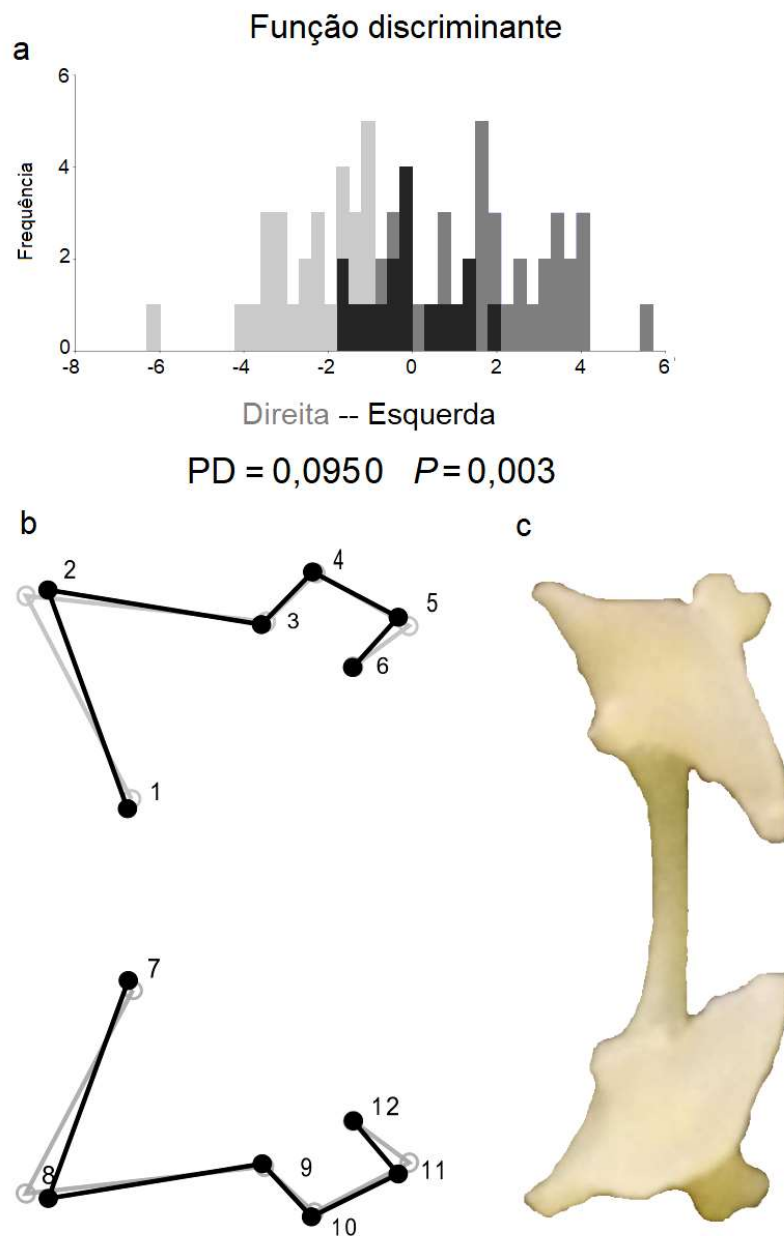 Função discriminante
a
6
4
2
0
Frequência
-8 -6 -4 -2 0 2 4 6
Direita -- Esquerda
PD = 0,0950 P = 0,003
b
c
2
4
5
3
6
1
7
12
8
9
11
10